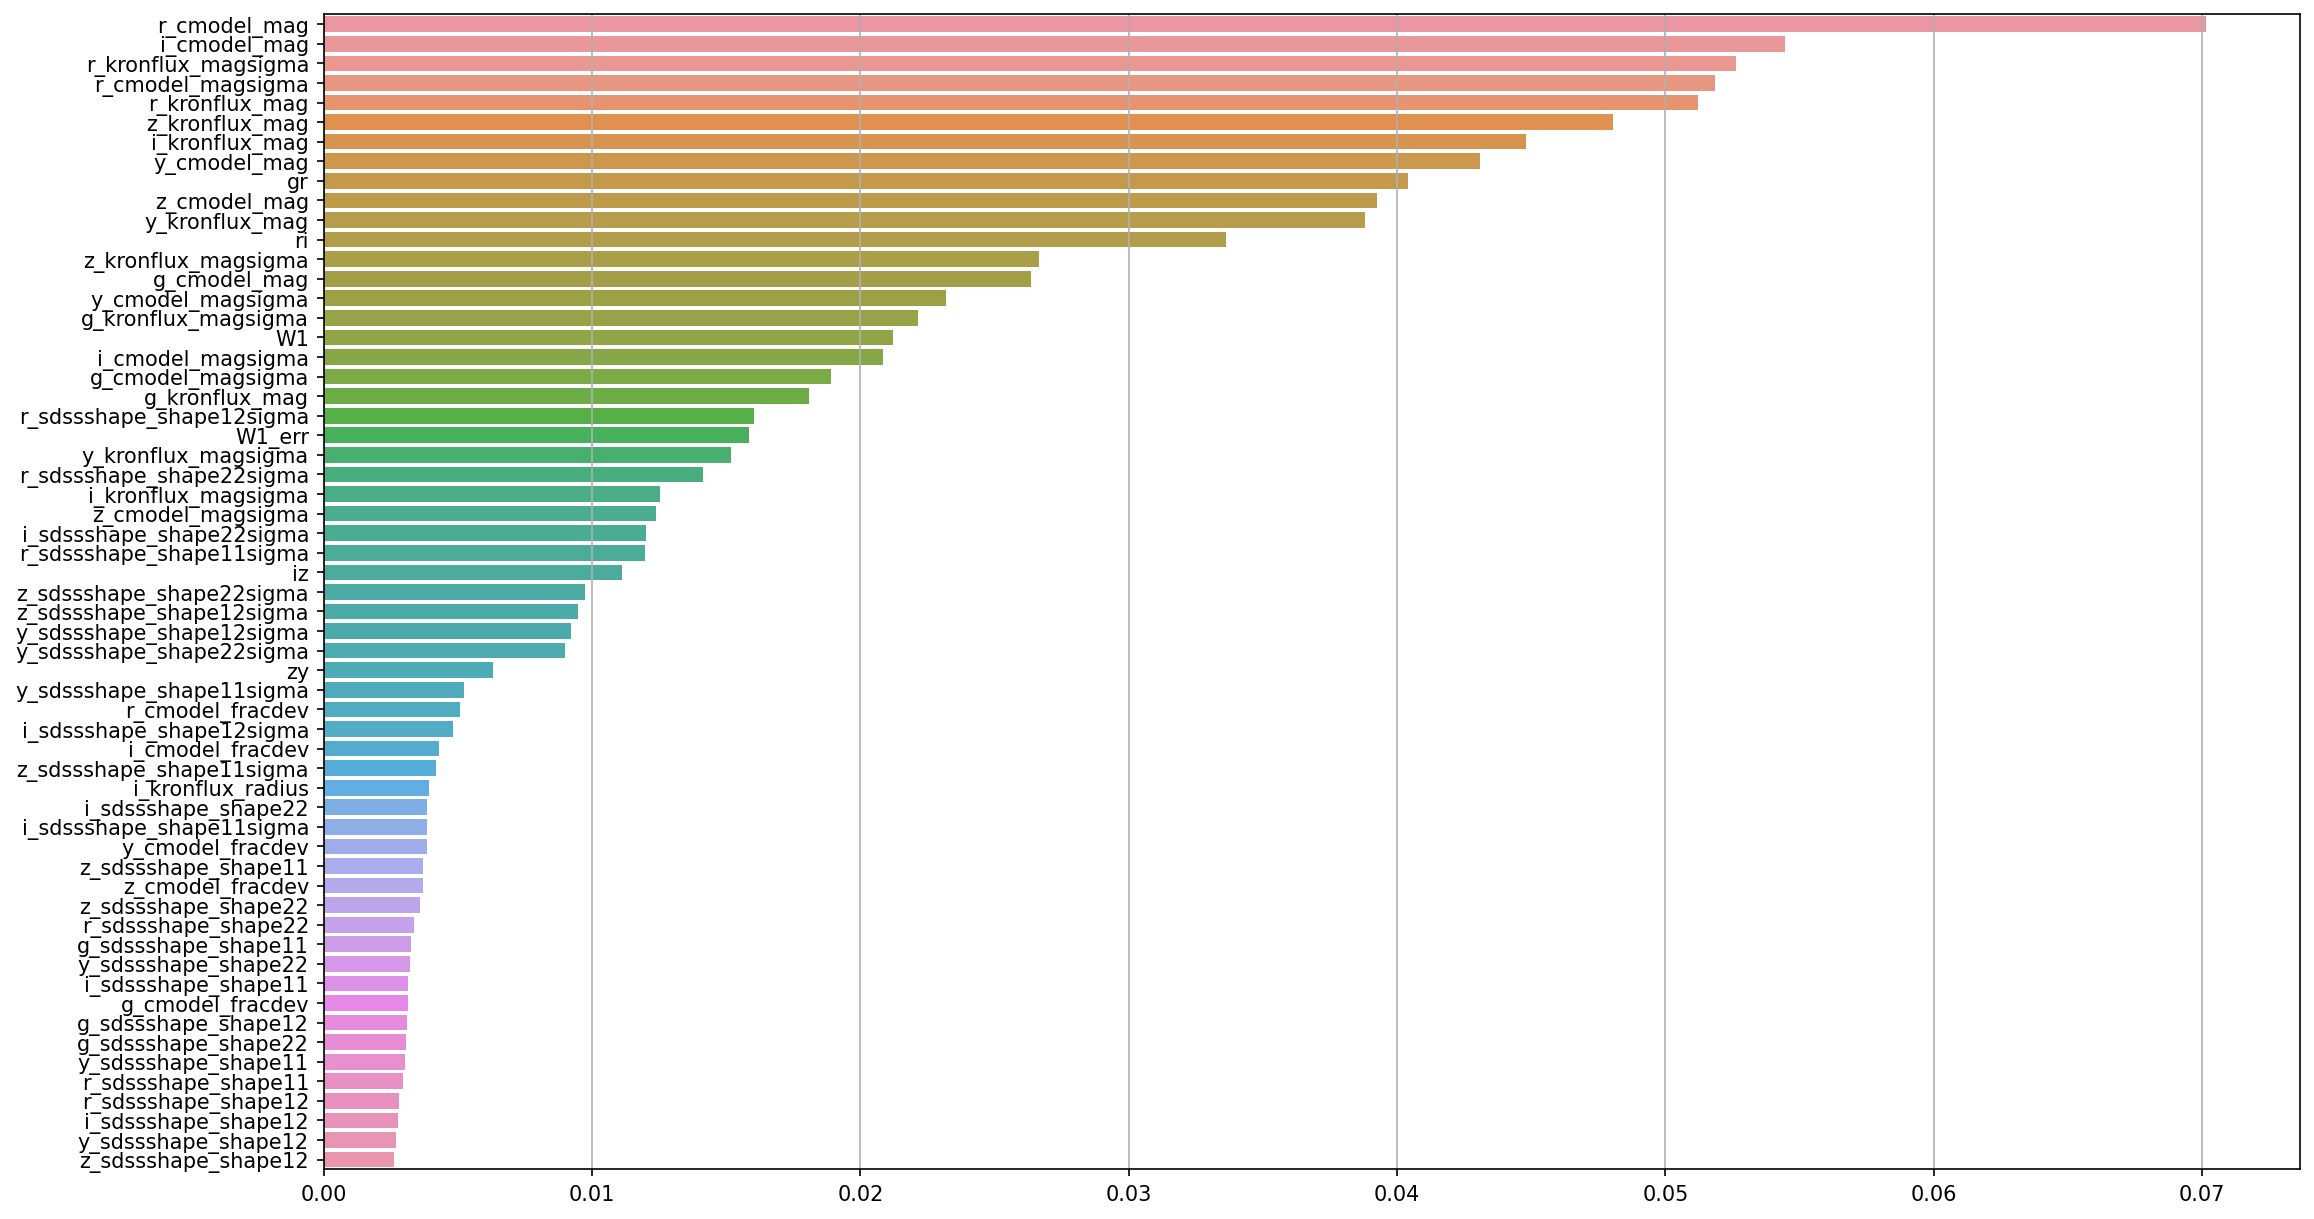 r_cmodel_mag
i_cmodel_mag
r_kronflux_magsigma
r_cmodel_magsigma
r_kronflux_mag
z_kronflux_mag
i_kronflux_mag
y_cmodel_mag
gr
z_cmodel_mag
y_kronflux_mag
ri
z_kronflux_magsigma
g_cmodel_mag
y_cmodel_magsigma
g_kronflux_magsigma
W1
i_cmodel_magsigma
g_cmodel_magsigma
g_kronflux_mag
r_sdssshape_shape12sigma
W1_err
y_kronflux_magsigma
r_sdssshape_shape22sigma
i_kronflux_magsigma
z_cmodel_magsigma
i_sdssshape_shape22sigma
r_sdssshape_shape11sigma
iz
z_sdssshape_shape22sigma
z_sdssshape_shape12sigma
y_sdssshape_shape12sigma
y_sdssshape_shape22sigma
zy
y_sdssshape_shape11sigma
r_cmodel_fracdev
i_sdssshape_shape12sigma
i_cmodel_fracdev
z_sdssshape_shape11sigma
i_kronflux_radius
i_sdssshape_shape22
i_sdssshape_shape11sigma
y_cmodel_fracdev
z_sdssshape_shape11
z_cmodel_fracdev
z_sdssshape_shape22
r_sdssshape_shape22
g_sdssshape_shape11
y_sdssshape_shape22
i_sdssshape_shape11
g_cmodel_fracdev
g_sdssshape_shape12
g_sdssshape_shape22
y_sdssshape_shape11
r_sdssshape_shape11
r_sdssshape_shape12
i_sdssshape_shape12
y_sdssshape_shape12
z_sdssshape_shape12
0.00 0.01 0.02 0.03 0.04 0.05 0.06 0.07